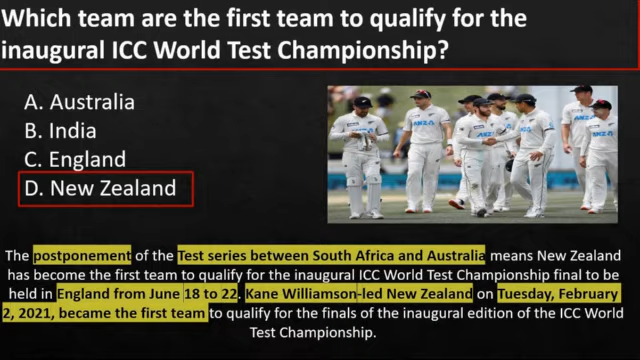 Which team are the first team to qualify for the
inaugural ICC World Test Championship?
A. Australia
B. India
C. England
D. New Zealand
ANZ
The postponement of the Test series between South Africa and Australia means New Zealand
has become the first team to qualify for the inaugural ICC World Test Championship final to be
held in England from June 18 to 22. Kane Williamson-led New Zealand on Tuesday, February
2, 2021, became the first team to qualify for the finals of the inaugural edition of the ICC World
Test Championship.